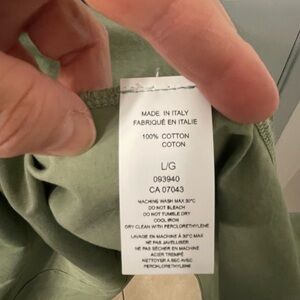 MADE IN ITALY
FABRIQUÉ EN ITALIE
100% COTTON
COTON
L/G
093940
CA 07043
MACHINE WASH MAX 30°C
DO NOT BLEACH
DO NOT TUMBLE DRY
COOL IRON
DRY CLEAN WITH PERCLORETHYLENE
LAVAGE EN MACHINE À 30°C MAX
NE PAS JAVELLISER
NE PAS SÉCHER EN MACHINE
ACIER TREMPÉ
NETTOYER À SEC AVEC
PERCHLORETHYLENE